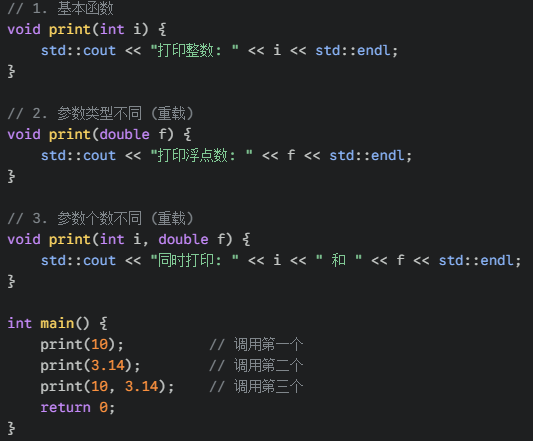 // 1. 基本函数
void print(int i) {
    std::cout << "打印整数: " << i << std::endl;
}

// 2. 参数类型不同 (重载)
void print(double f) {
    std::cout << "打印浮点数: " << f << std::endl;
}

// 3. 参数个数不同 (重载)
void print(int i, double f) {
    std::cout << "同时打印: " << i << " 和 " << f << std::endl;
}

int main() {
    print(10);          // 调用第一个
    print(3.14);        // 调用第二个
    print(10, 3.14);    // 调用第三个
    return 0;
}